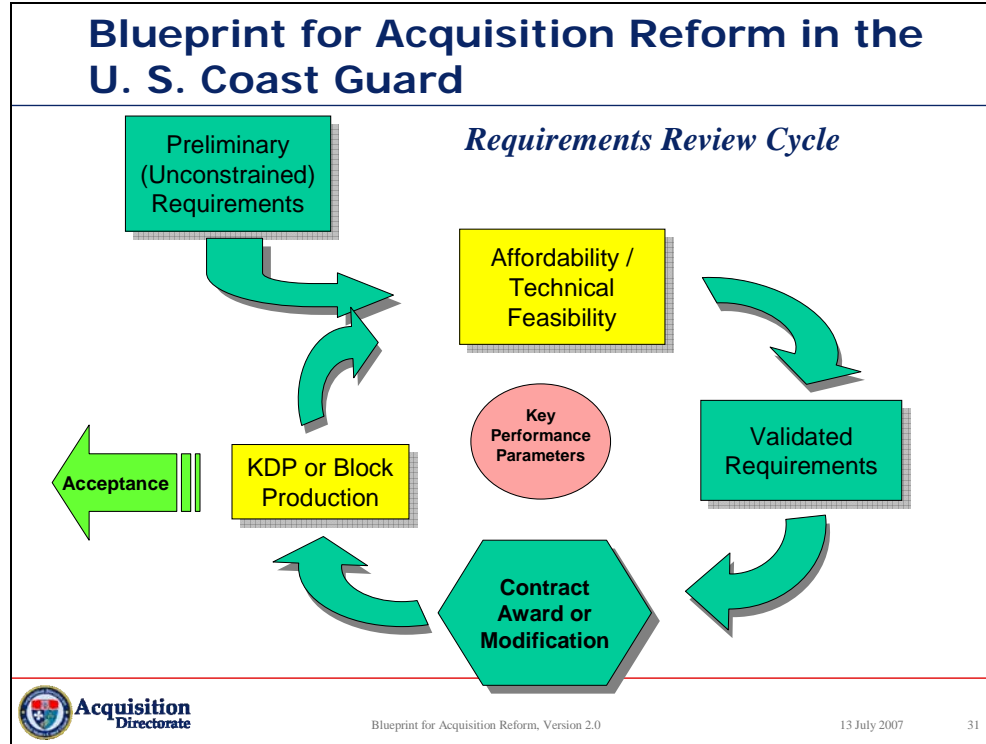 Blueprint for Acquisition Reform in the
U. S. Coast Guard
Requirements Review Cycle
Preliminary
(Unconstrained)
Requirements
Affordability /
Technical
Feasibility
Key
Performance
Parameters
Validated
Requirements
Acceptance
KDP or Block
Production
Contract
Award or
Modification
Acquisition
Directorate
Blueprint for Acquisition Reform, Version 2.0
13 July 2007
31